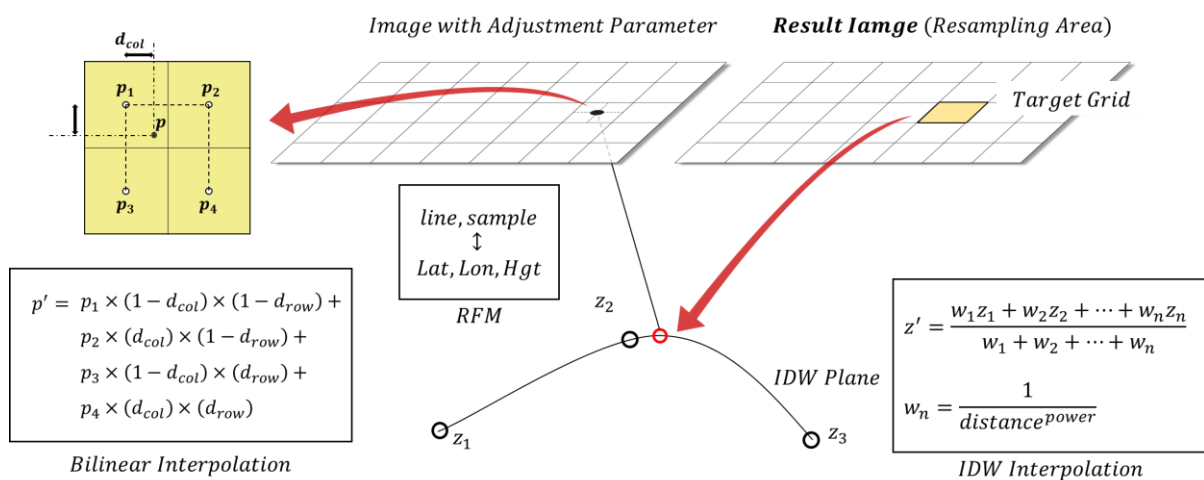 d_col
Image with Adjustment Parameter
Result Iamge (Resampling Area)
p_1
p_2
p
p_3
p_4
Target Grid
line, sample
↕
Lat, Lon, Hgt
RFM
p′ = p_1 × (1 − d_col) × (1 − d_row) +
p_2 × (d_col) × (1 − d_row) +
p_3 × (1 − d_col) × (d_row) +
p_4 × (d_col) × (d_row)
Bilinear Interpolation
z_2
z_1
z_3
IDW Plane
z′ = (w_1z_1 + w_2z_2 + ⋯ + w_nz_n) / (w_1 + w_2 + ⋯ + w_n)
w_n = 1 / distance^power
IDW Interpolation